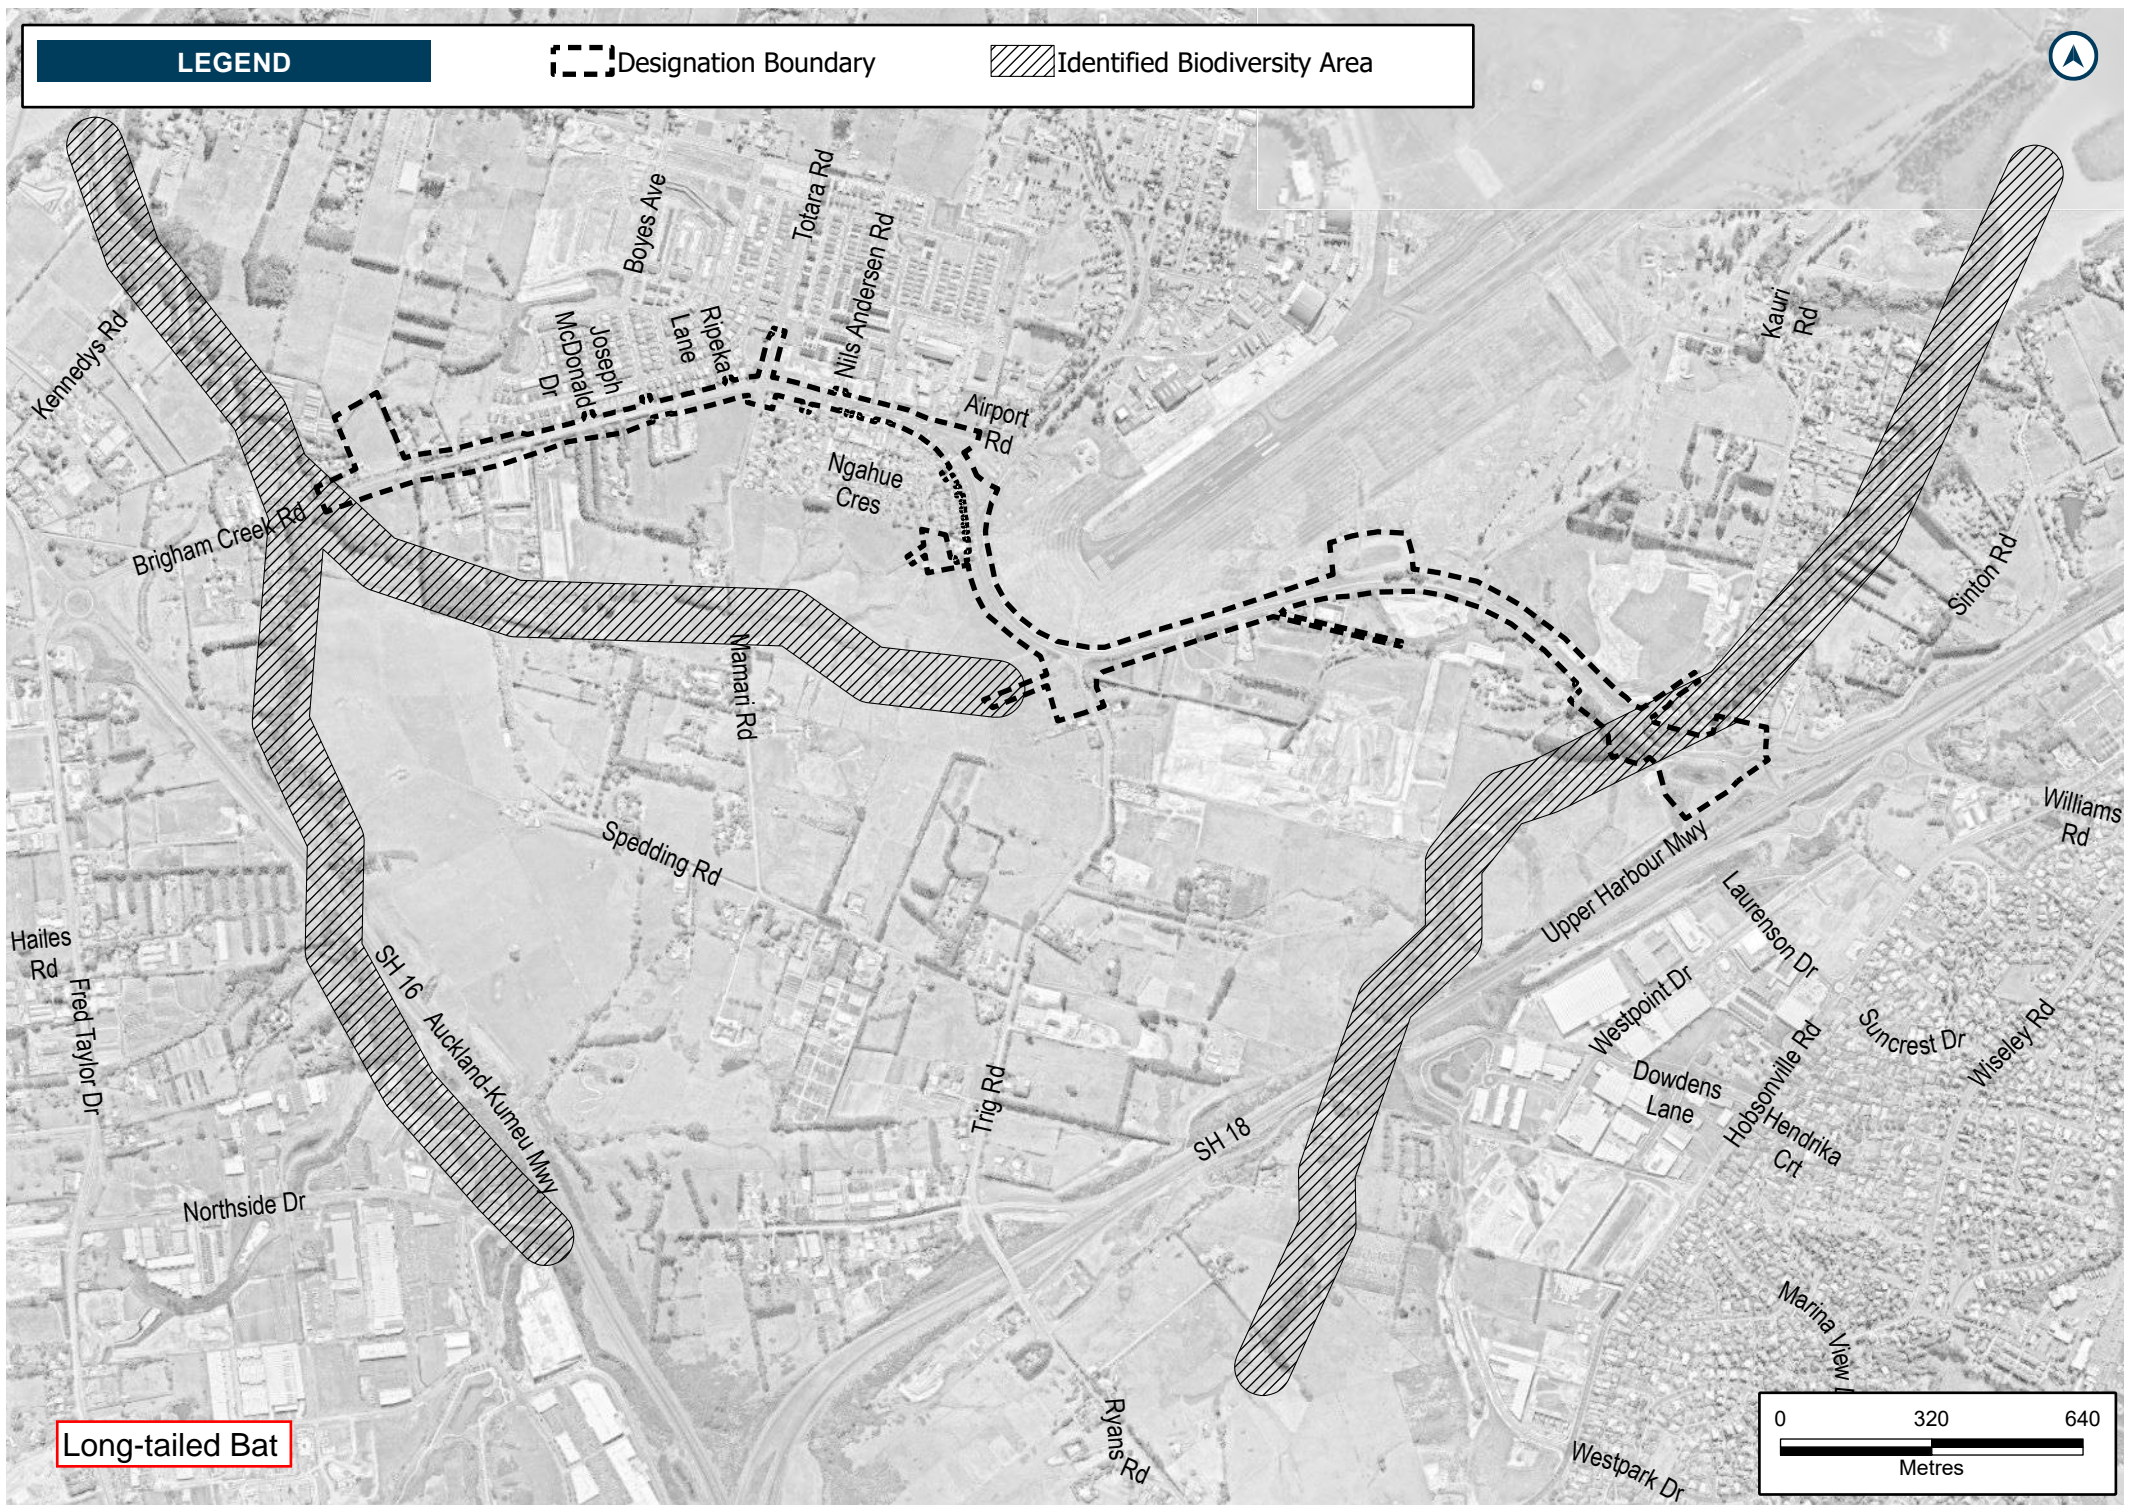 LEGEND
Designation Boundary
Identified Biodiversity Area
Boyes Ave
Totara Rd
Nils Andersen Rd
Kauri
Rd
Kennedys Rd
Joseph
McDonald
Dr
Ripeka
Lane
Airport
Rd
Ngahue
Cres
Brigham Creek Rd
Sinton Rd
Mamari Rd
Williams
Rd
Spedding Rd
Upper Harbour Mwy
Laurenson Dr
Hailes
Rd
Fred Taylor Dr
SH 16
Auckland-Kumeu Mwy
Westpoint Dr
Suncrest Dr
Wiseley Rd
Dowdens
Lane
Hobsonville Rd
Hendrika
Crt
Trig Rd
SH 18
Northside Dr
Marina View
Ryans Rd
Westpark Dr
Long-tailed Bat
0 320 640
Metres